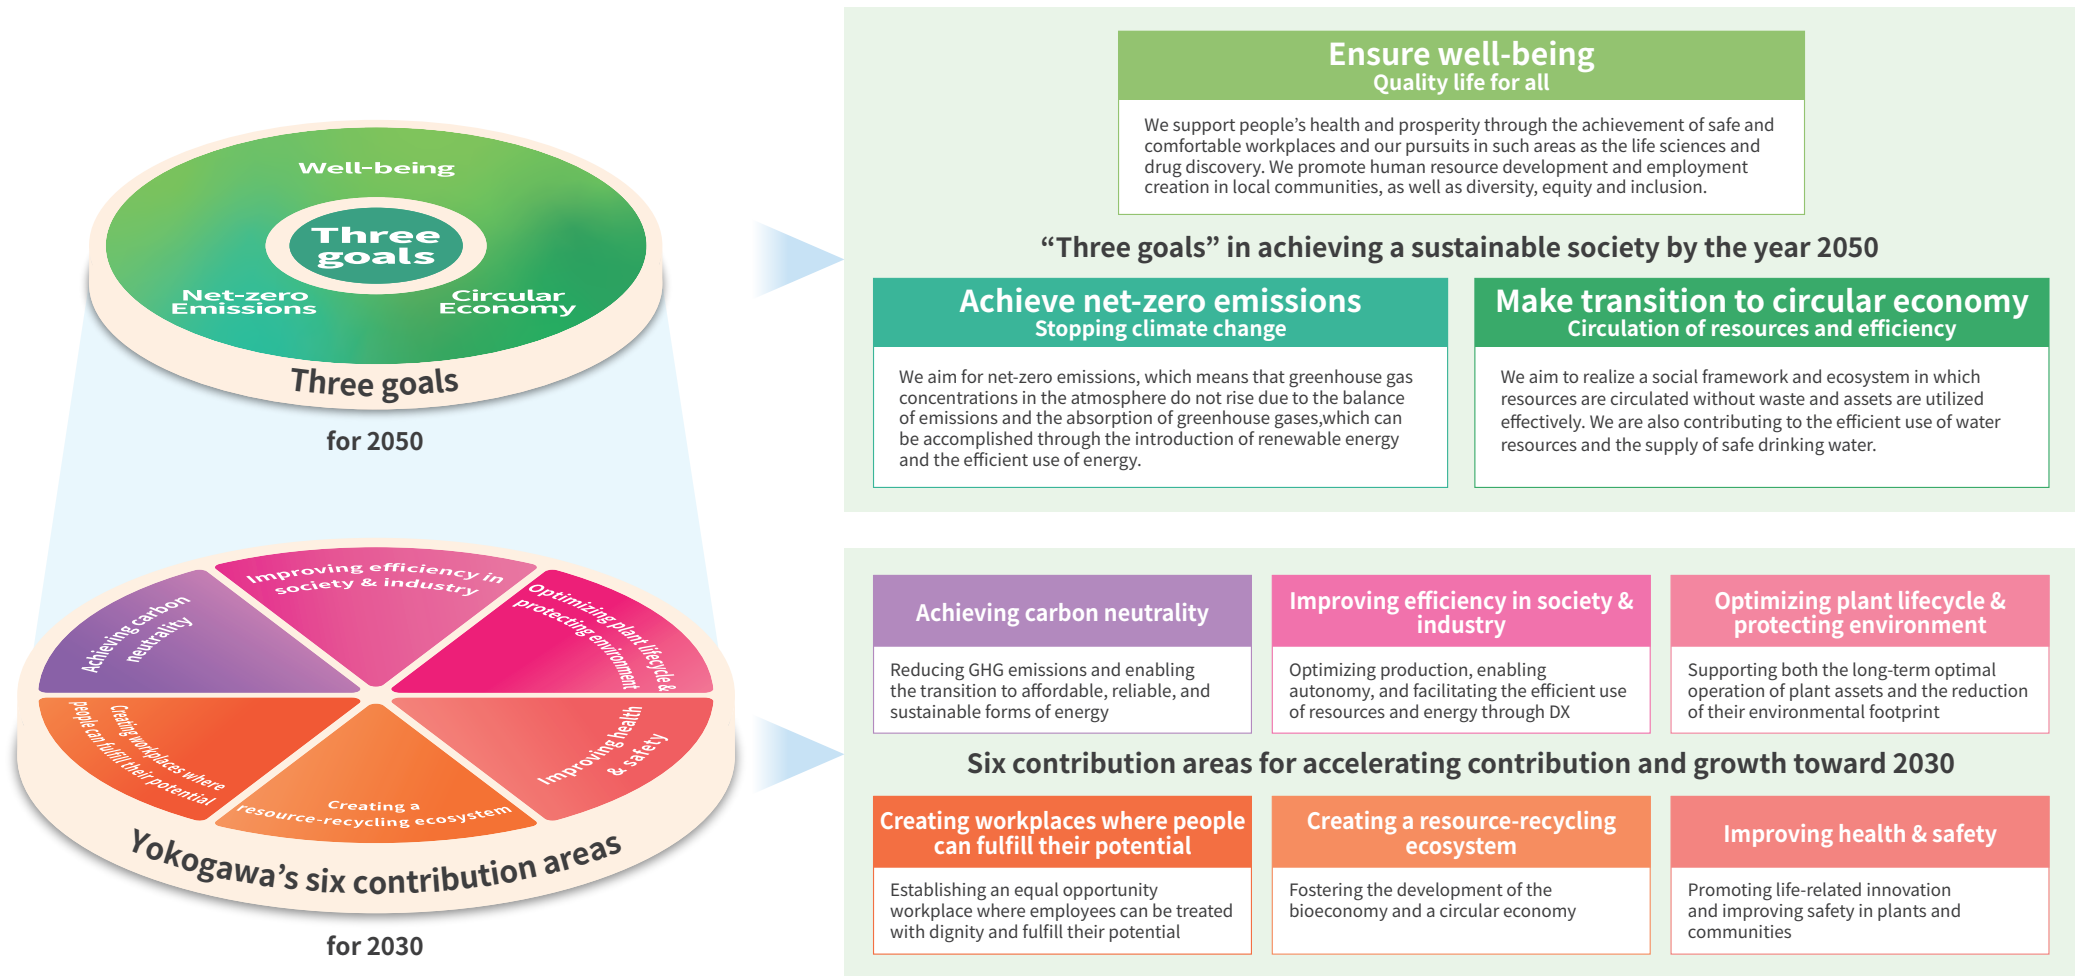 Well-being
Three
goals
Net-zero
Emissions
Circular
Economy
Three goals
for 2050
Improving efficiency in
society & industry
Optimizing plant lifecycle &
protecting environment
Achieving carbon
neutrality
Creating workplaces where
people can fulfill their potential
Creating a
resource-recycling ecosystem
Improving health
& safety
Yokogawa’s six contribution areas
for 2030
Ensure well-being
Quality life for all
We support people’s health and prosperity through the achievement of safe and
comfortable workplaces and our pursuits in such areas as the life sciences and
drug discovery. We promote human resource development and employment
creation in local communities, as well as diversity, equity and inclusion.
“Three goals” in achieving a sustainable society by the year 2050
Achieve net-zero emissions
Stopping climate change
We aim for net-zero emissions, which means that greenhouse gas
concentrations in the atmosphere do not rise due to the balance
of emissions and the absorption of greenhouse gases,which can
be accomplished through the introduction of renewable energy
and the efficient use of energy.
Make transition to circular economy
Circulation of resources and efficiency
We aim to realize a social framework and ecosystem in which
resources are circulated without waste and assets are utilized
effectively. We are also contributing to the efficient use of water
resources and the supply of safe drinking water.
Achieving carbon neutrality
Reducing GHG emissions and enabling
the transition to affordable, reliable, and
sustainable forms of energy
Improving efficiency in society &
industry
Optimizing production, enabling
autonomy, and facilitating the efficient use
of resources and energy through DX
Optimizing plant lifecycle &
protecting environment
Supporting both the long-term optimal
operation of plant assets and the reduction
of their environmental footprint
Six contribution areas for accelerating contribution and growth toward 2030
Creating workplaces where people
can fulfill their potential
Establishing an equal opportunity
workplace where employees can be treated
with dignity and fulfill their potential
Creating a resource-recycling
ecosystem
Fostering the development of the
bioeconomy and a circular economy
Improving health & safety
Promoting life-related innovation
and improving safety in plants and
communities